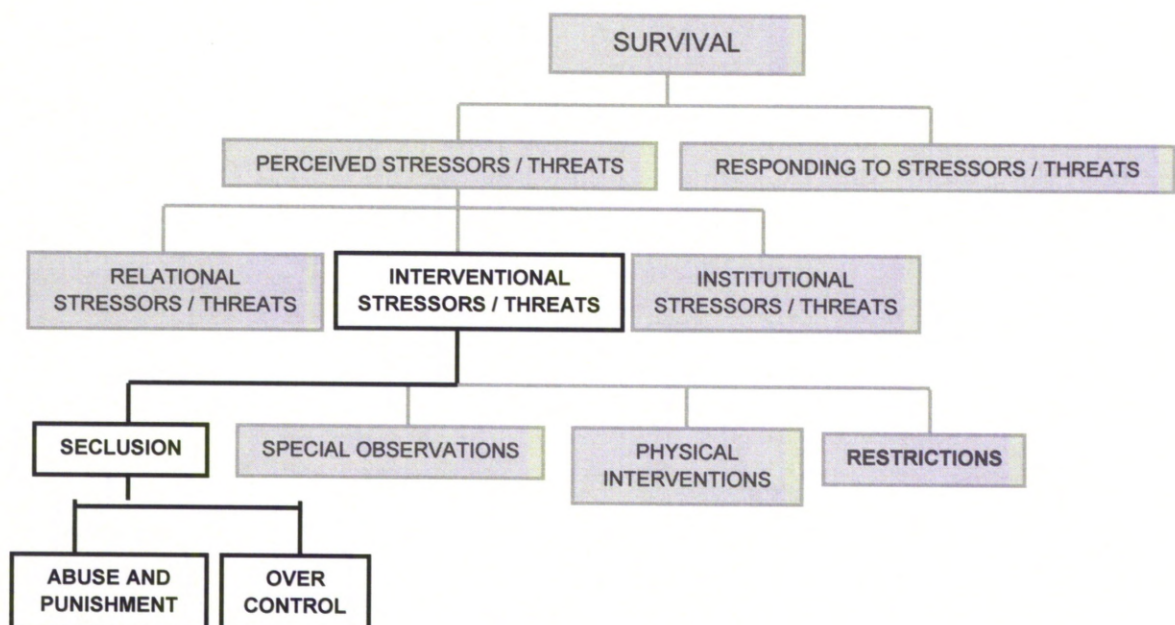 SURVIVAL
PERCEIVED STRESSORS / THREATS
RESPONDING TO STRESSORS / THREATS
RELATIONAL
STRESSORS / THREATS
INTERVENTIONAL
STRESSORS / THREATS
INSTITUTIONAL
STRESSORS / THREATS
SECLUSION
SPECIAL OBSERVATIONS
PHYSICAL
INTERVENTIONS
RESTRICTIONS
ABUSE AND
PUNISHMENT
OVER
CONTROL